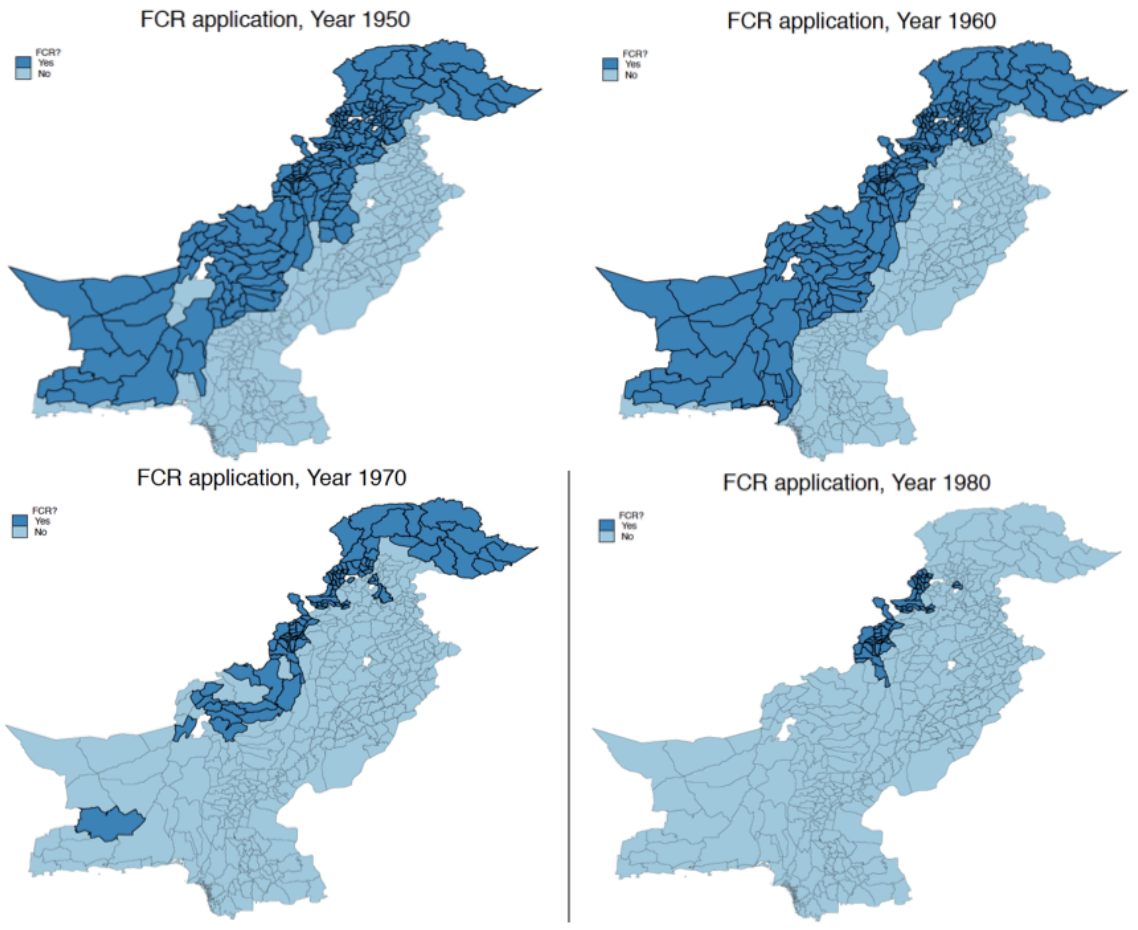 FCR application, Year 1950
FCR?
Yes
No
FCR application, Year 1960
FCR?
Yes
No
FCR application, Year 1970
FCR?
Yes
No
FCR application, Year 1980
FCR?
Yes
No